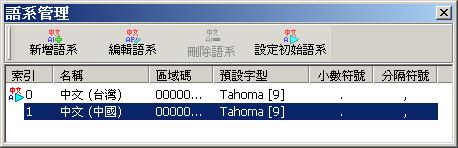 語系管理
新增語系 編輯語系 刪除語系 設定初始語系
索引 名稱 區域碼 預設字型 小數符號 分隔符號
0 中文 (台灣) 00000... Tahoma [9] . ,
1 中文 (中國) 00000... Tahoma [9] . ,